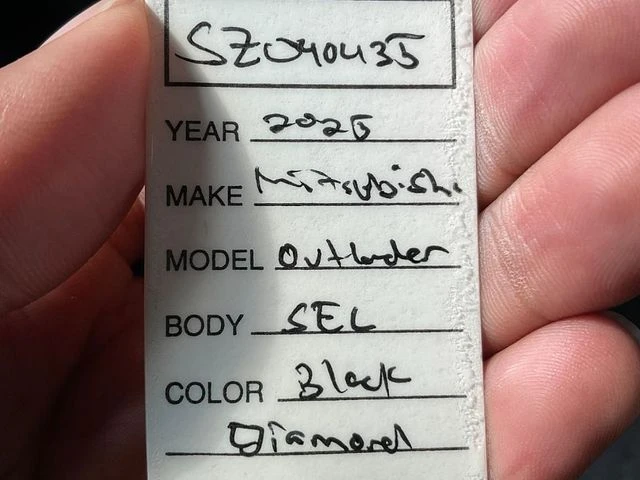 SZ040435
YEAR 2025
MAKE Mitsubishi
MODEL Outlander
BODY SEL
COLOR Black
Diamond